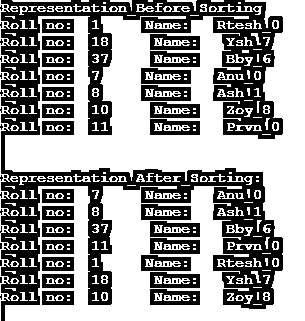 Representation Before Sorting
Roll no: 1 Name: Rtesh 0
Roll no: 18 Name: Ysh 7
Roll no: 37 Name: Bby 6
Roll no: 7 Name: Anu 0
Roll no: 8 Name: Ash 1
Roll no: 10 Name: Zoy 8
Roll no: 11 Name: Prvn 0
Representation After Sorting:
Roll no: 7 Name: Anu 0
Roll no: 8 Name: Ash 1
Roll no: 37 Name: Bby 6
Roll no: 11 Name: Prvn 0
Roll no: 1 Name: Rtesh 0
Roll no: 18 Name: Ysh 7
Roll no: 10 Name: Zoy 8